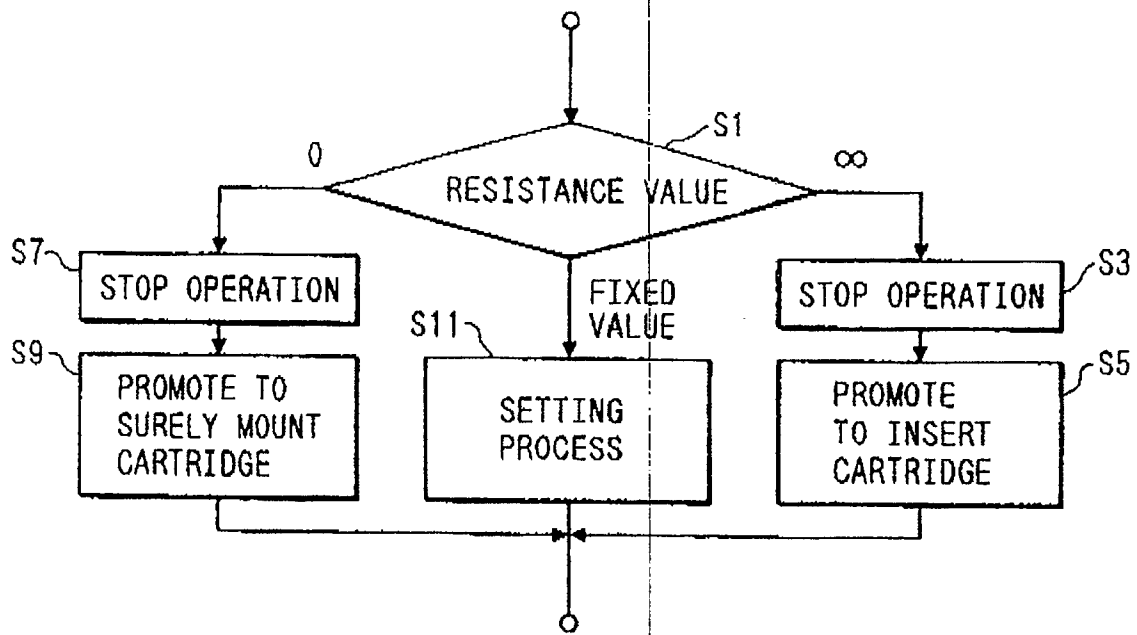 S1
0
∞
RESISTANCE VALUE
S7
STOP OPERATION
FIXED
VALUE
S3
STOP OPERATION
S9
PROMOTE TO
SURELY MOUNT
CARTRIDGE
S11
SETTING
PROCESS
S5
PROMOTE
TO INSERT
CARTRIDGE